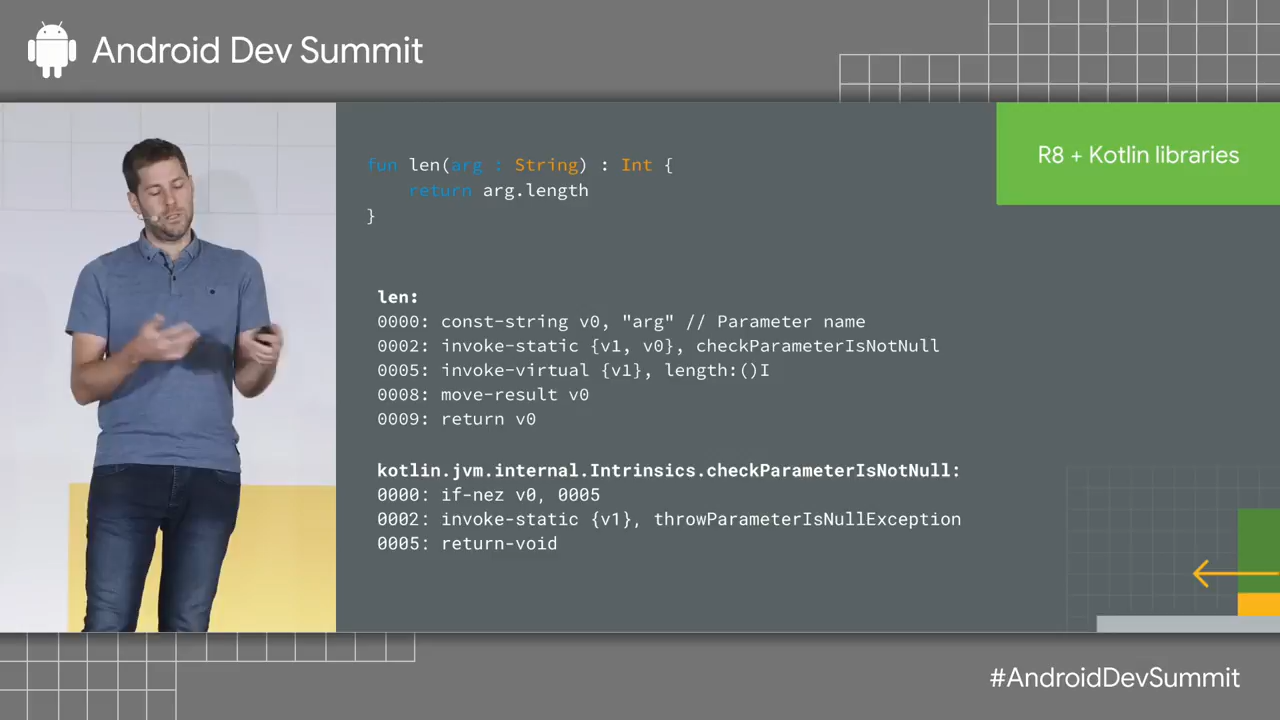 Android Dev Summit
R8 + Kotlin libraries
fun len(arg : String) : Int {
return arg.length
}
len:
0000: const-string v0, "arg" // Parameter name
0002: invoke-static {v1, v0}, checkParameterIsNotNull
0005: invoke-virtual {v1}, length:()I
0008: move-result v0
0009: return v0
kotlin.jvm.internal.Intrinsics.checkParameterIsNotNull:
0000: if-nez v0, 0005
0002: invoke-static {v1}, throwParameterIsNullException
0005: return-void
#AndroidDevSummit